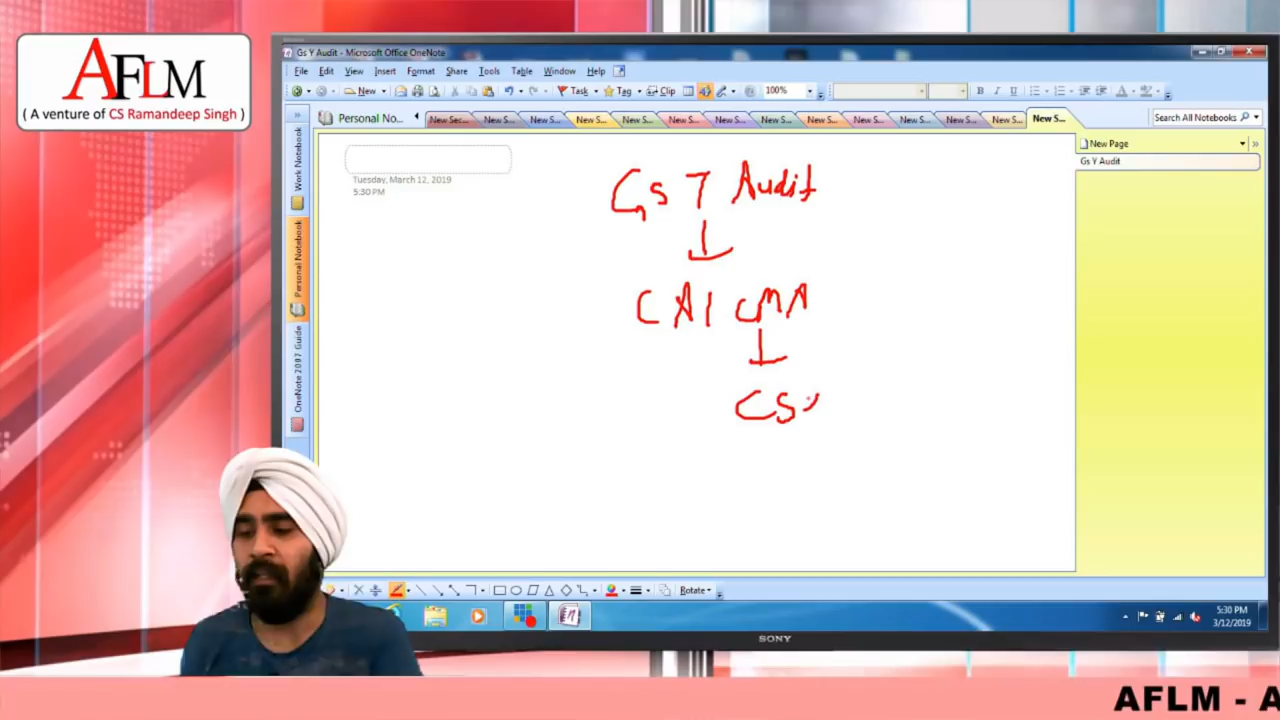 AFLM
( A venture of CS Ramandeep Singh )
Gs Y Audit - Microsoft Office OneNote
File Edit View Insert Format Share Tools Table Window Help
New Task Tag Clip 100% B I U
Personal No... New Sec... New S... New S... New S... New S... New S... New S... New S... New S... New S... New S... New S... New S... New S... Search All Notebooks
New Page
Gs Y Audit
Tuesday, March 12, 2019
5:30 PM
Work Notebook
Personal Notebook
OneNote 2007 Guide
GsT Audit
CA/CMA
CS
Rotate
5:30 PM
3/12/2019
SONY
AFLM - A